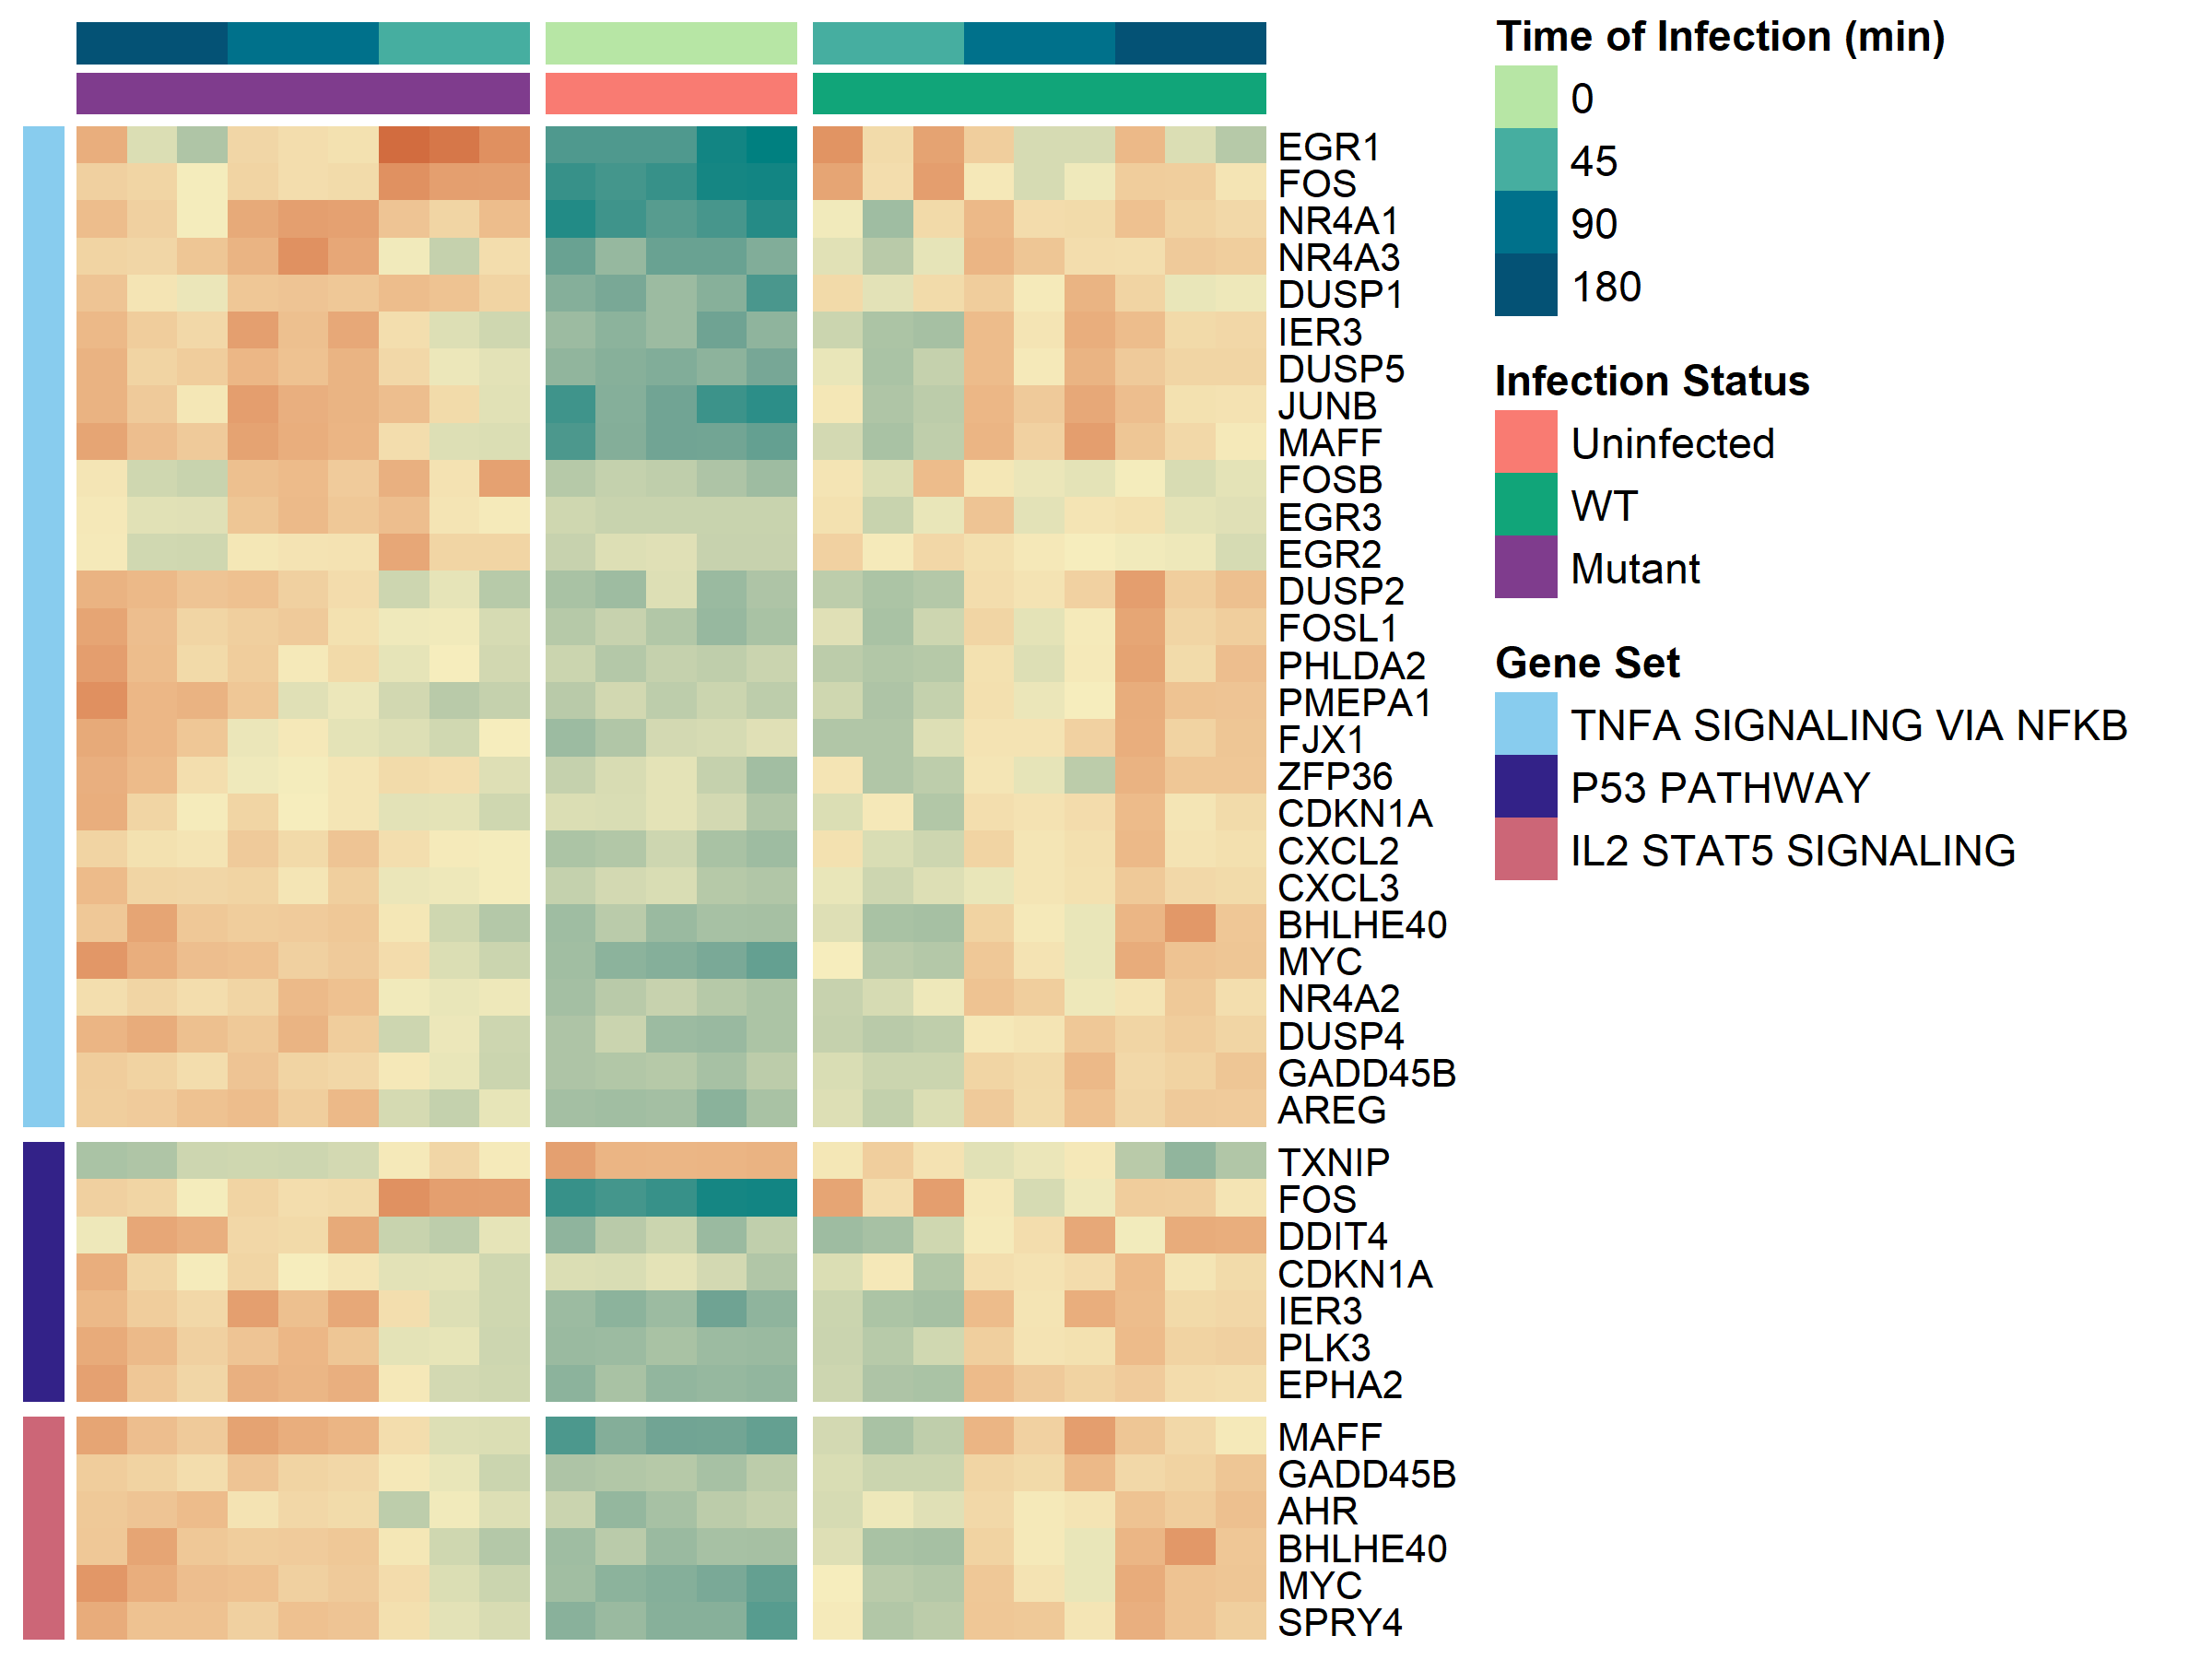 EGR1
FOS
NR4A1
NR4A3
DUSP1
IER3
DUSP5
JUNB
MAFF
FOSB
EGR3
EGR2
DUSP2
FOSL1
PHLDA2
PMEPA1
FJX1
ZFP36
CDKN1A
CXCL2
CXCL3
BHLHE40
MYC
NR4A2
DUSP4
GADD45B
AREG
TXNIP
FOS
DDIT4
CDKN1A
IER3
PLK3
EPHA2
MAFF
GADD45B
AHR
BHLHE40
MYC
SPRY4
Time of Infection (min)
0
45
90
180
Infection Status
Uninfected
WT
Mutant
Gene Set
TNFA SIGNALING VIA NFKB
P53 PATHWAY
IL2 STAT5 SIGNALING